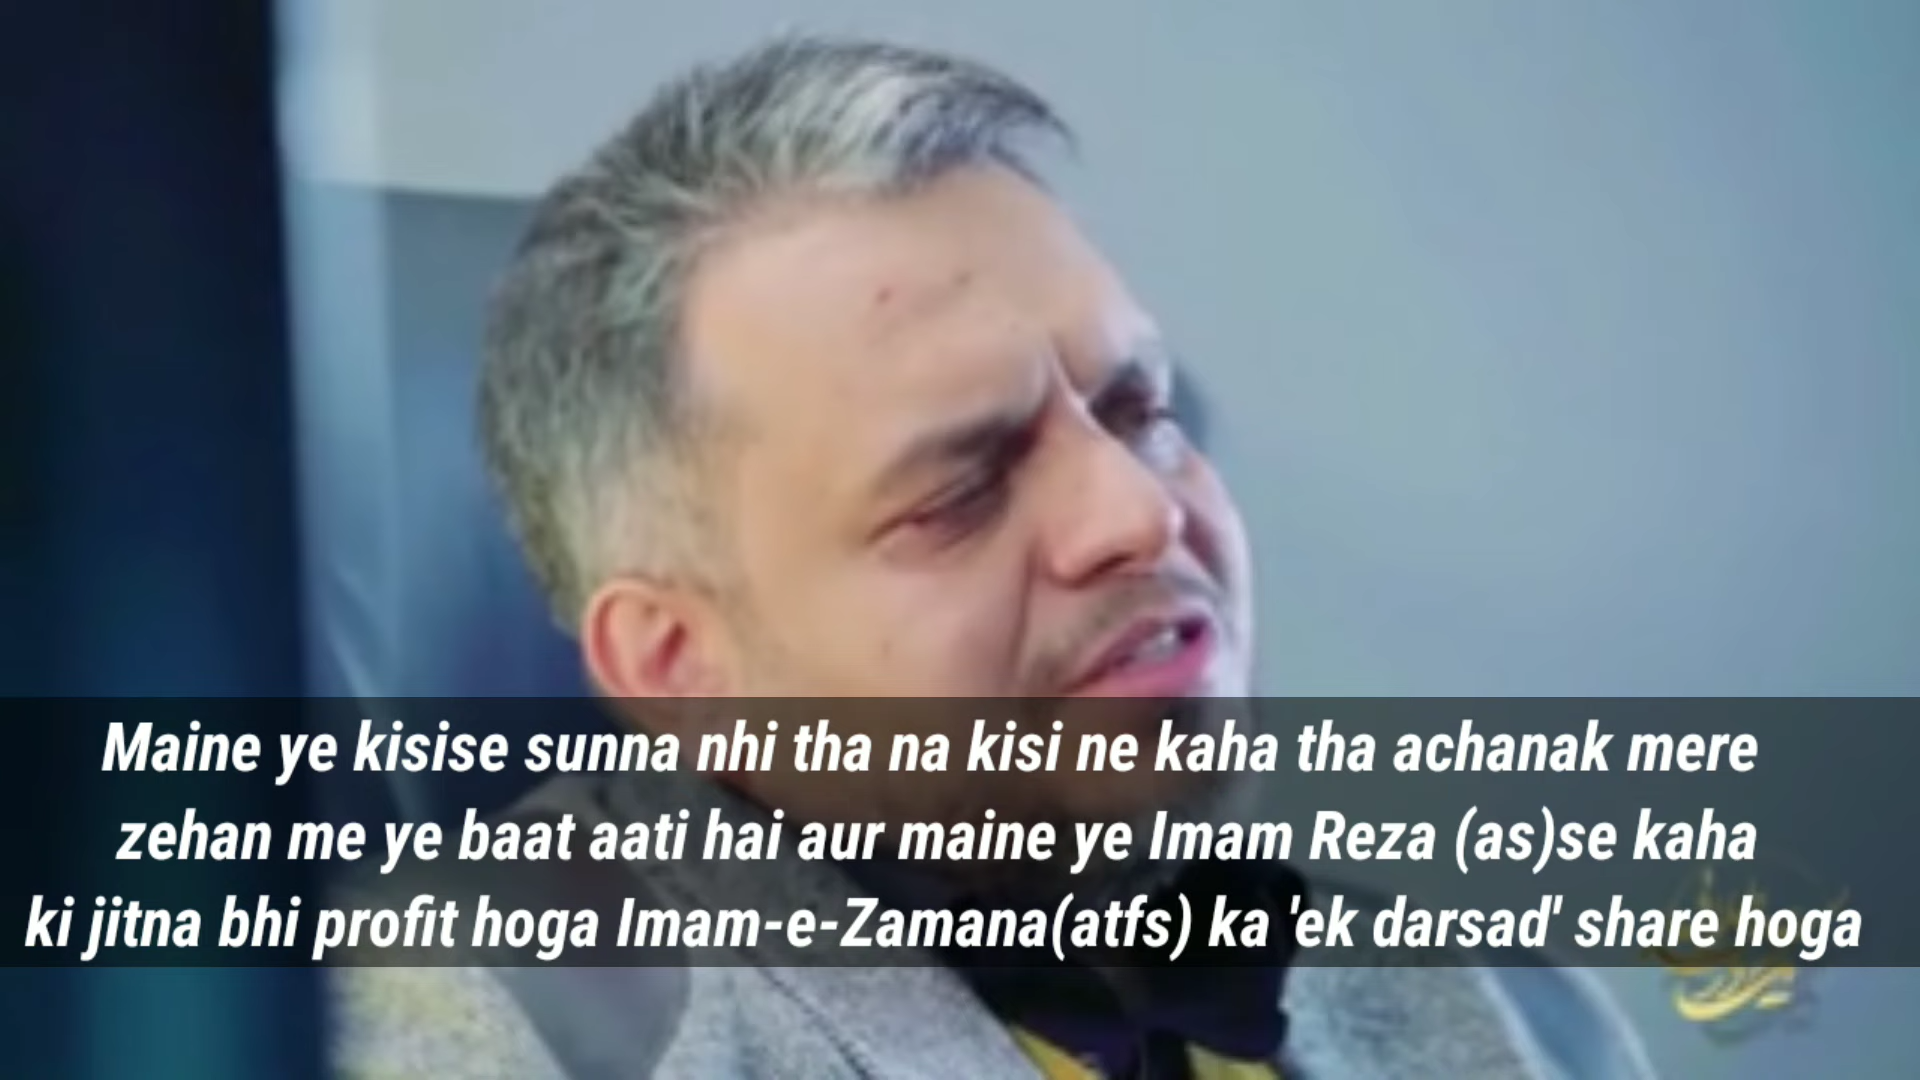 Maine ye kisise sunna nhi tha na kisi ne kaha tha achanak mere
zehan me ye baat aati hai aur maine ye Imam Reza (as)se kaha
ki jitna bhi profit hoga Imam-e-Zamana(atfs) ka 'ek darsad' share hoga